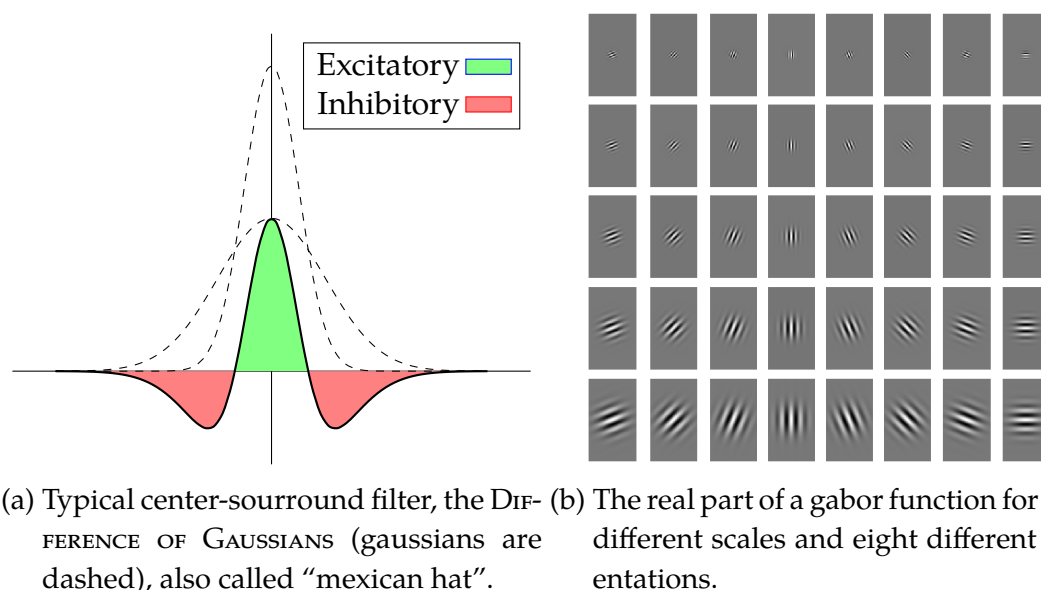 Excitatory
Inhibitory
(a) Typical center-sourround filter, the DIF-
FERENCE OF GAUSSIANS (gaussians are
dashed), also called “mexican hat”.
(b) The real part of a gabor function for
different scales and eight different
entations.